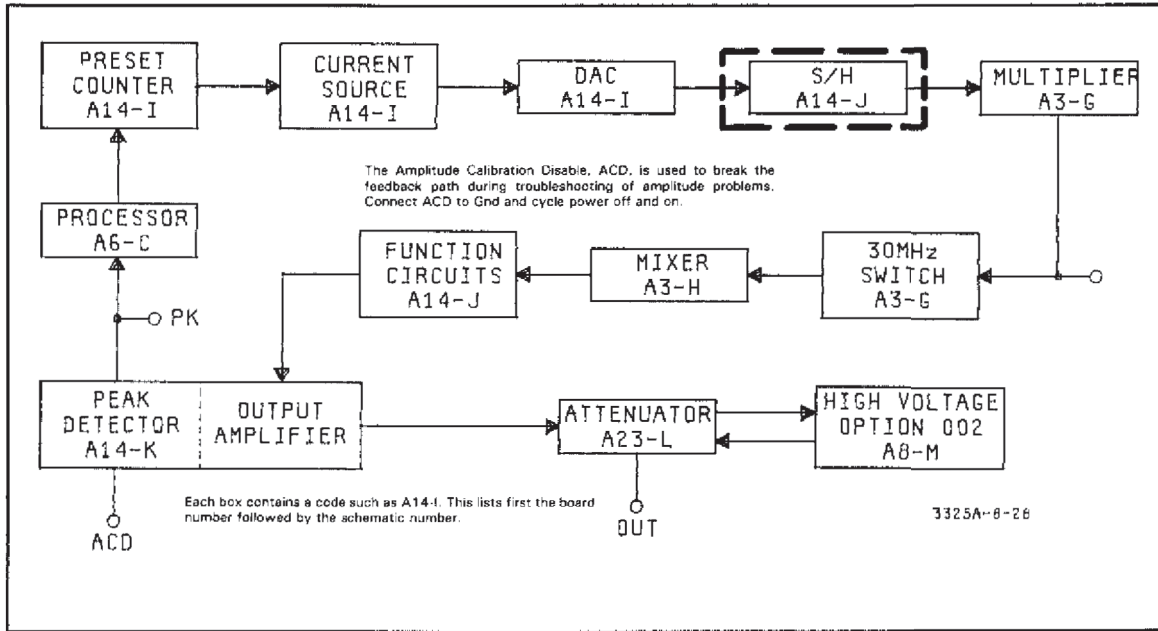 PRESET
COUNTER
A14-I
CURRENT
SOURCE
A14-I
DAC
A14-I
S/H
A14-J
MULTIPLIER
A3-G
The Amplitude Calibration Disable, ACD, is used to break the
feedback path during troubleshooting of amplitude problems.
Connect ACD to Gnd and cycle power off and on.
PROCESSOR
A6-C
FUNCTION
CIRCUITS
A14-J
MIXER
A3-H
30MHz
SWITCH
A3-G
PK
PEAK
DETECTOR
A14-K
OUTPUT
AMPLIFIER
ATTENUATOR
A23-L
HIGH VOLTAGE
OPTION 002
A8-M
Each box contains a code such as A14-I. This lists first the board
number followed by the schematic number.
ACD
OUT
3325A-8-28